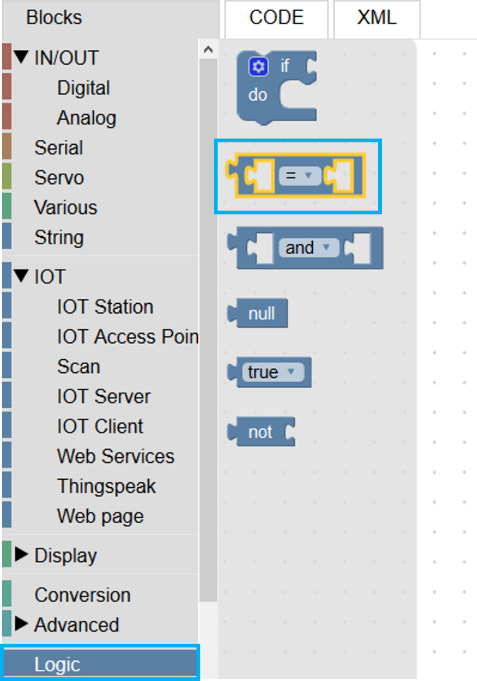 Blocks
CODE
XML
IN/OUT
Digital
Analog
Serial
Servo
Various
String
IOT
IOT Station
IOT Access Poin
Scan
IOT Server
IOT Client
Web Services
Thingspeak
Web page
Display
Conversion
Advanced
Logic
if
do
=
and
null
true
not